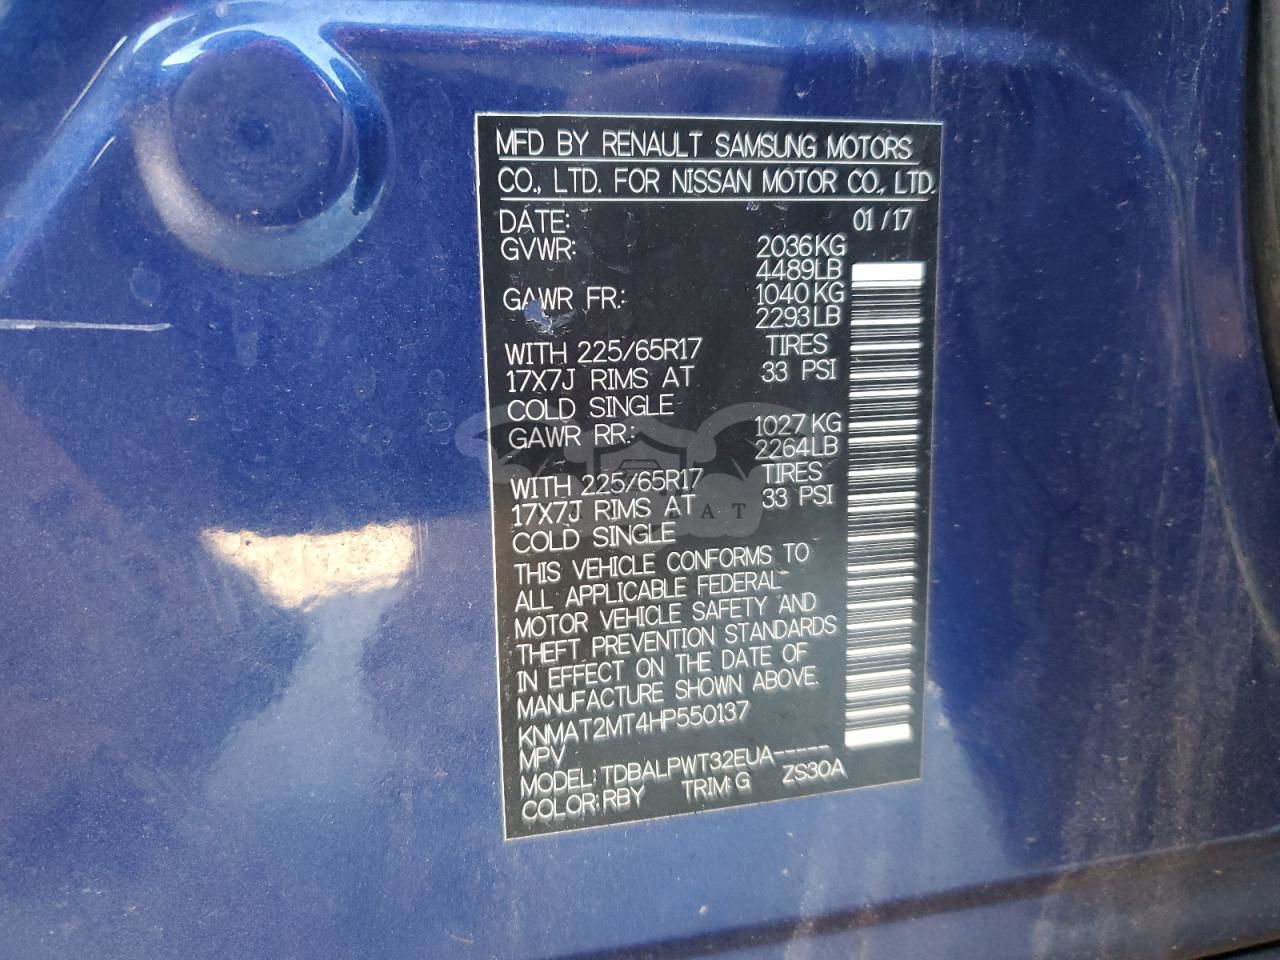 MFD BY RENAULT SAMSUNG MOTORS
CO., LTD. FOR NISSAN MOTOR CO., LTD.
DATE: 01 / 17
GVWR: 2036KG
4489LB
GAWR FR.: 1040KG
2293LB
WITH 225/65R17 TIRES
17X7J RIMS AT 33 PSI
COLD SINGLE
GAWR RR.: 1027KG
2264LB
WITH 225/65R17 TIRES
17X7J RIMS AT 33 PSI
COLD SINGLE
THIS VEHICLE CONFORMS TO
ALL APPLICABLE FEDERAL
MOTOR VEHICLE SAFETY AND
THEFT PREVENTION STANDARDS
IN EFFECT ON THE DATE OF
MANUFACTURE SHOWN ABOVE.
KNMAT2MT4HP550137
MPV
MODEL: TDBALPWT32EUA-----
COLOR: RBY TRIM: G ZS30A